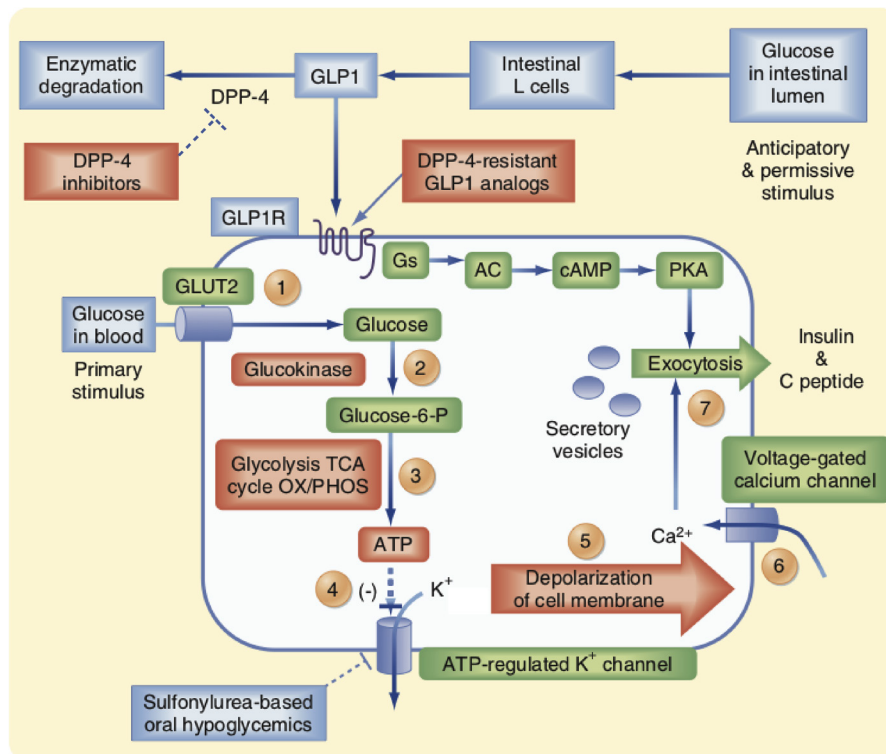 Enzymatic
degradation
GLP1
Intestinal
L cells
Glucose
in intestinal
lumen
DPP-4
DPP-4
inhibitors
DPP-4-resistant
GLP1 analogs
Anticipatory
& permissive
stimulus
GLP1R
Gs
AC
cAMP
PKA
GLUT2
1
Glucose
in blood
Primary
stimulus
Glucose
Glucokinase
2
Glucose-6-P
Exocytosis
Insulin
&
C peptide
7
Secretory
vesicles
Glycolysis TCA
cycle OX/PHOS
3
Voltage-gated
calcium channel
ATP
Ca2+
5
6
4
(-)
K+
Depolarization
of cell membrane
ATP-regulated K+ channel
Sulfonylurea-based
oral hypoglycemics